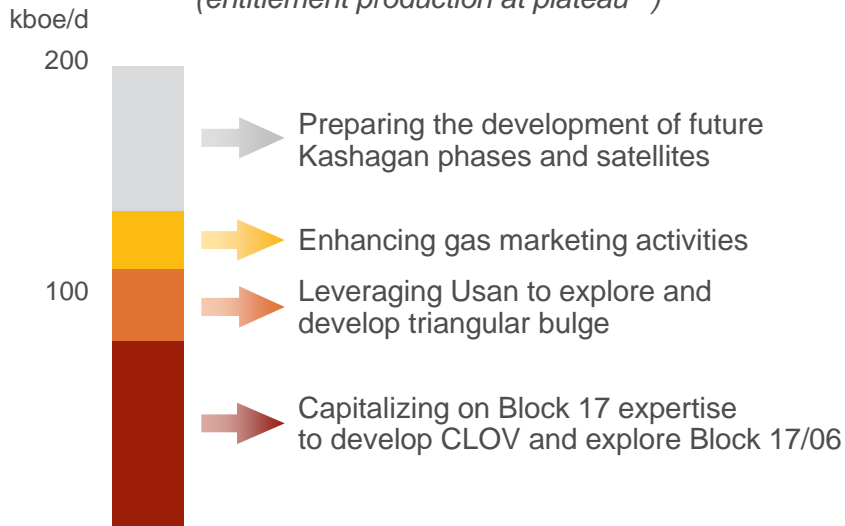 (entitlement production at plateau
kboe/d
200
Preparing the development of future
Kashagan phases and satellites
Enhancing gas marketing activities
100
Leveraging Usan to explore and
develop triangular bulge
Capitalizing on Block 17 expertise
to develop CLOV and explore Block 17/06